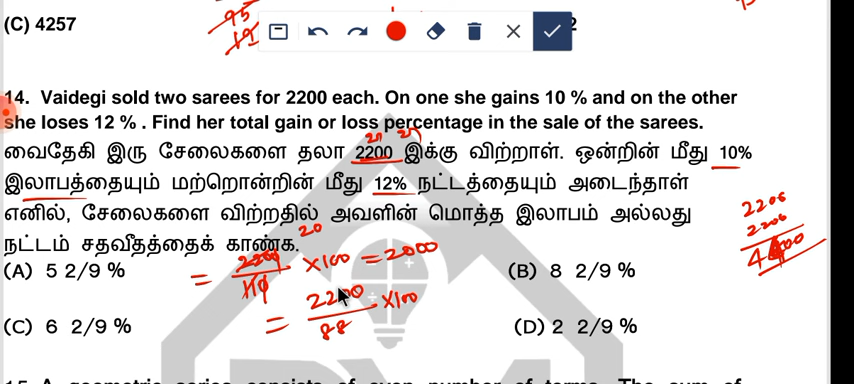 95
(C) 4257
19
2
14. Vaidegi sold two sarees for 2200 each. On one she gains 10 % and on the other
she loses 12 % . Find her total gain or loss percentage in the sale of the sarees.
வைதேகி இரு சேலைகளை தலா 2200 இக்கு விற்றாள். ஒன்றின் மீது 10%
இலாபத்தையும் மற்றொன்றின் மீது 12% நட்டத்தையும் அடைந்தாள்
எனில், சேலைகளை விற்றதில் அவளின் மொத்த இலாபம் அல்லது
நட்டம் சதவீதத்தைக் காண்க.
2200
2200
4400
20
= 2200/110 ×100 = 2000
(A) 5 2/9 %
(B) 8 2/9 %
= 2200/88 ×100
(C) 6 2/9 %
(D) 2 2/9 %